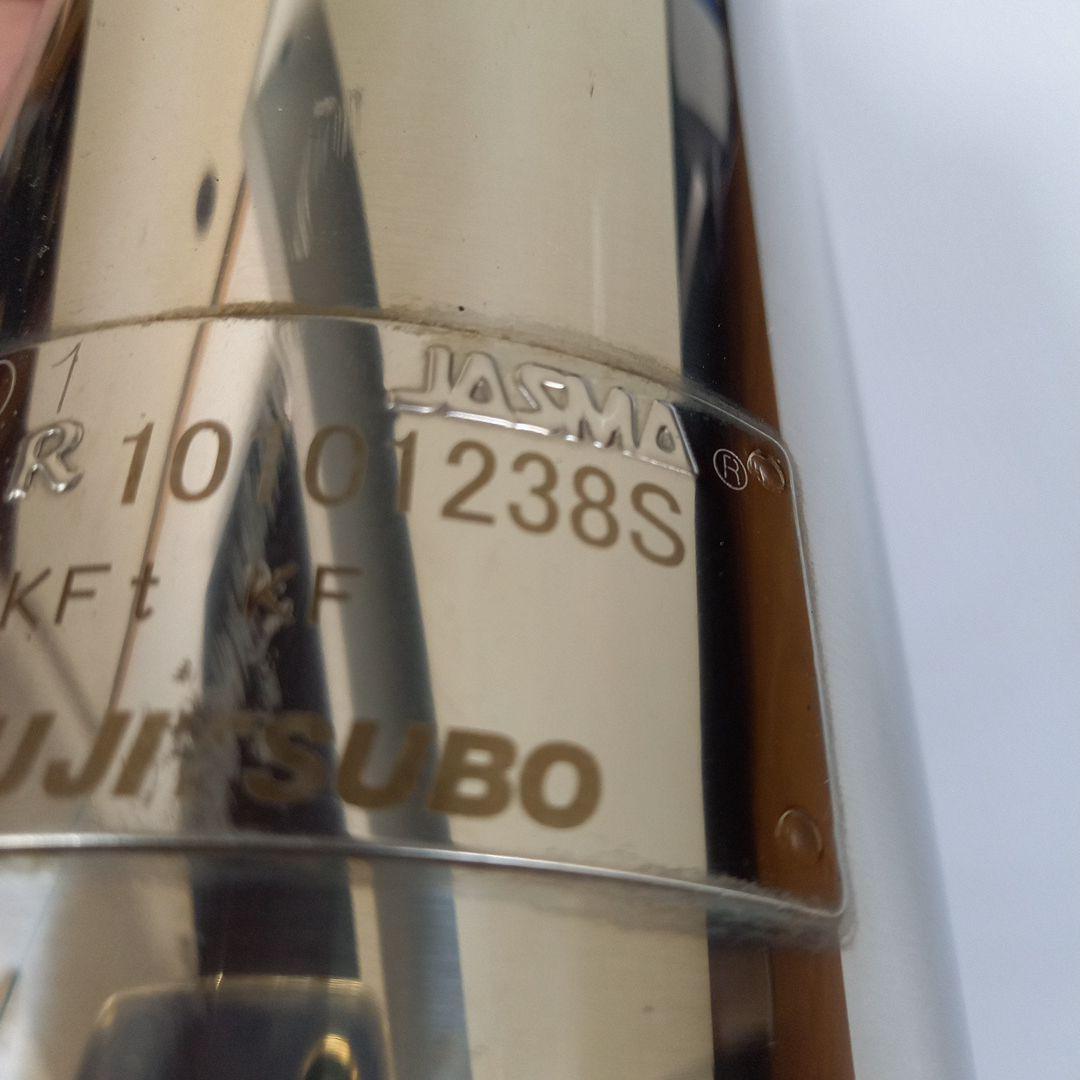 1
JASMA ®
R 10101238S
KFt KF
UJITSUBO